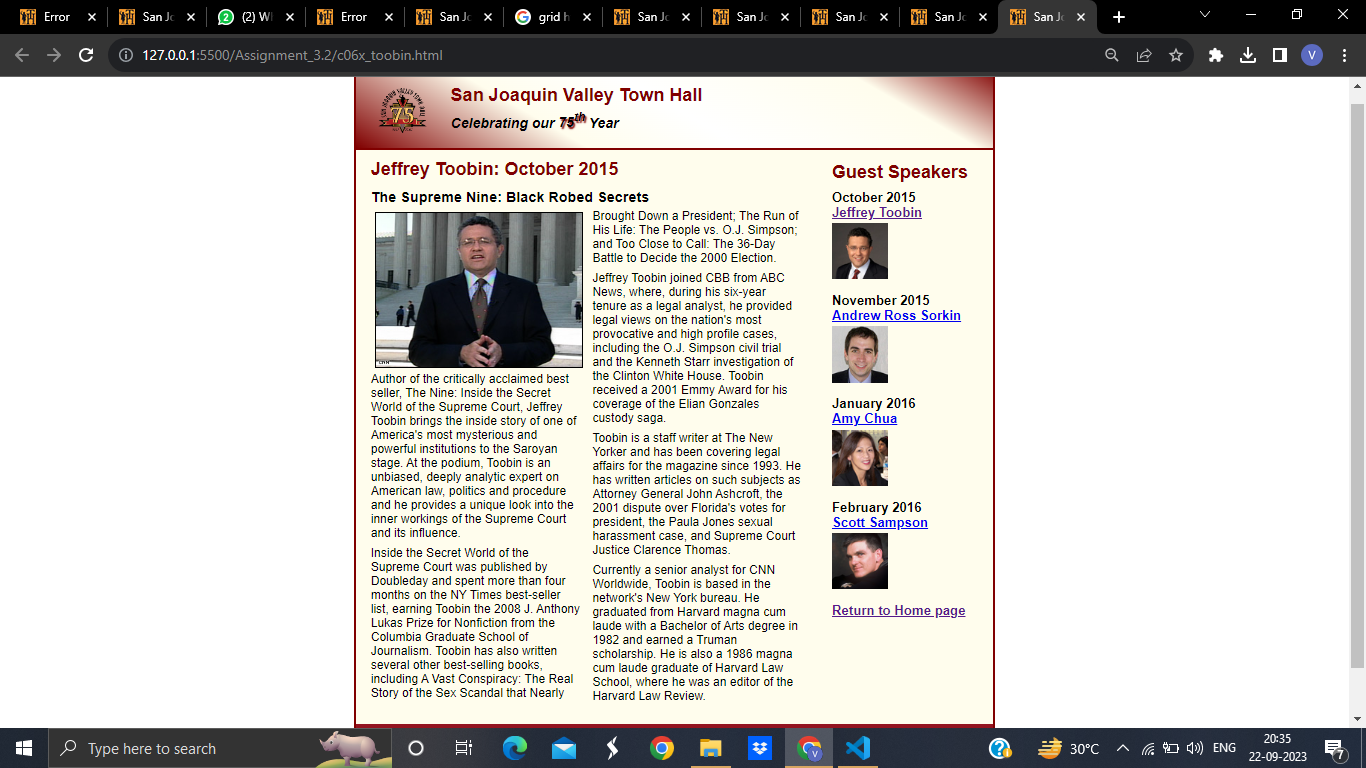 Error
San Jo
(2) Wh
Error
San Jo
San Jo
grid h
San Jo
San Jo
San Jo
San Jo
San Jo
127.0.0.1:5500/Assignment_3.2/c06x_toobin.html
V
75
San Joaquin Valley Town Hall
Celebrating our 75th Year
Jeffrey Toobin: October 2015
The Supreme Nine: Black Robed Secrets
CNN
Author of the critically acclaimed best
seller, The Nine: Inside the Secret
World of the Supreme Court, Jeffrey
Toobin brings the inside story of one of
America's most mysterious and
powerful institutions to the Saroyan
stage. At the podium, Toobin is an
unbiased, deeply analytic expert on
American law, politics and procedure
and he provides a unique look into the
inner workings of the Supreme Court
and its influence.
Inside the Secret World of the
Supreme Court was published by
Doubleday and spent more than four
months on the NY Times best-seller
list, earning Toobin the 2008 J. Anthony
Lukas Prize for Nonfiction from the
Columbia Graduate School of
Journalism. Toobin has also written
several other best-selling books,
including A Vast Conspiracy: The Real
Story of the Sex Scandal that Nearly
Brought Down a President; The Run of
His Life: The People vs. O.J. Simpson;
and Too Close to Call: The 36-Day
Battle to Decide the 2000 Election.
Jeffrey Toobin joined CBB from ABC
News, where, during his six-year
tenure as a legal analyst, he provided
legal views on the nation's most
provocative and high profile cases,
including the O.J. Simpson civil trial
and the Kenneth Starr investigation of
the Clinton White House. Toobin
received a 2001 Emmy Award for his
coverage of the Elian Gonzales
custody saga.
Toobin is a staff writer at The New
Yorker and has been covering legal
affairs for the magazine since 1993. He
has written articles on such subjects as
Attorney General John Ashcroft, the
2001 dispute over Florida's votes for
president, the Paula Jones sexual
harassment case, and Supreme Court
Justice Clarence Thomas.
Currently a senior analyst for CNN
Worldwide, Toobin is based in the
network's New York bureau. He
graduated from Harvard magna cum
laude with a Bachelor of Arts degree in
1982 and earned a Truman
scholarship. He is also a 1986 magna
cum laude graduate of Harvard Law
School, where he was an editor of the
Harvard Law Review.
Guest Speakers
October 2015
Jeffrey Toobin
November 2015
Andrew Ross Sorkin
January 2016
Amy Chua
February 2016
Scott Sampson
Return to Home page
Type here to search
30°C
ENG
20:35
22-09-2023
7